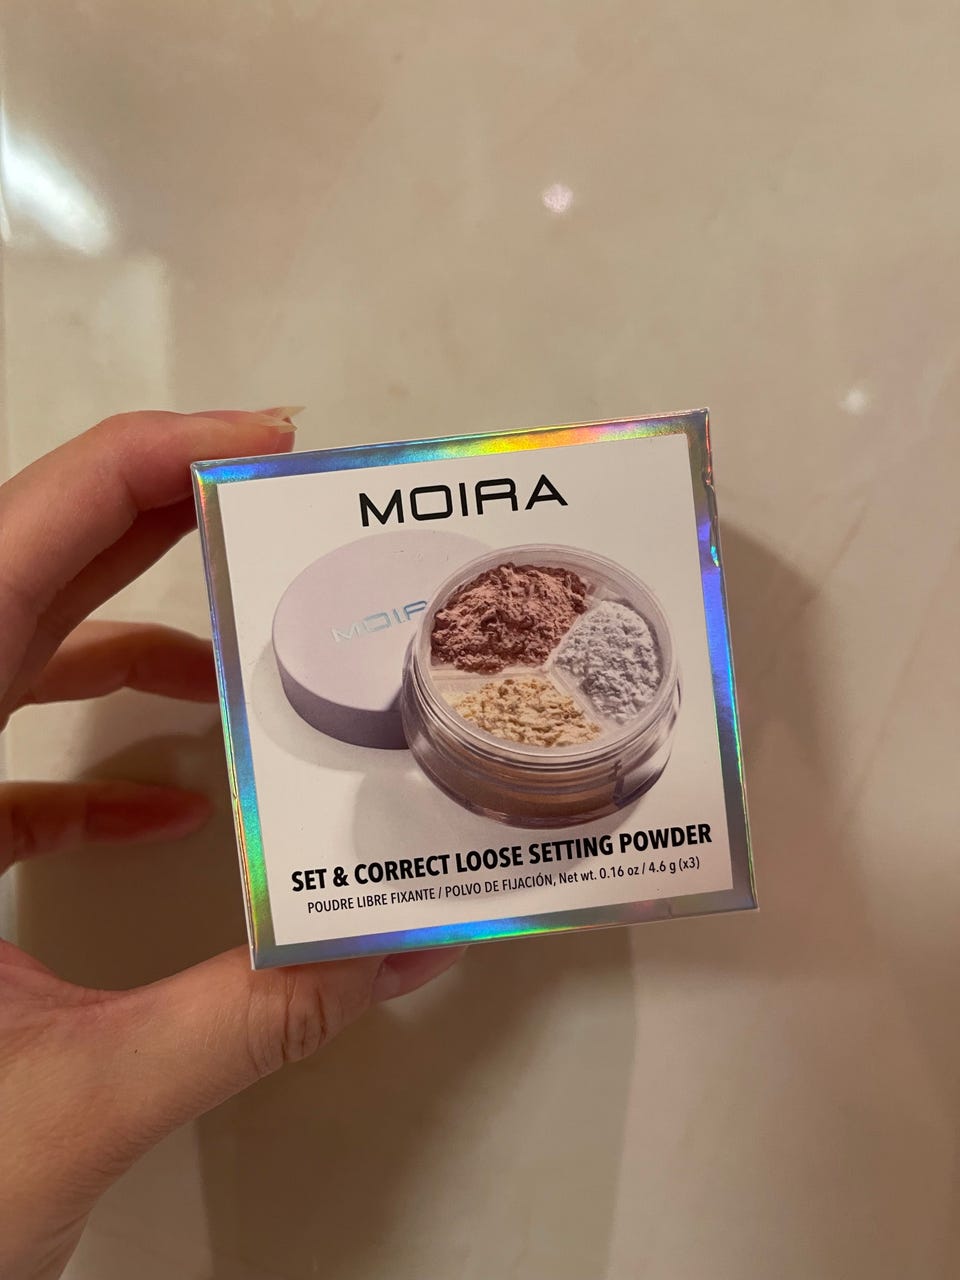 MOIRA
MOIR
SET & CORRECT LOOSE SETTING POWDER
POUDRE LIBRE FIXANTE / POLVO DE FIJACIÓN, Net wt. 0.16 oz / 4.6 g (x3)